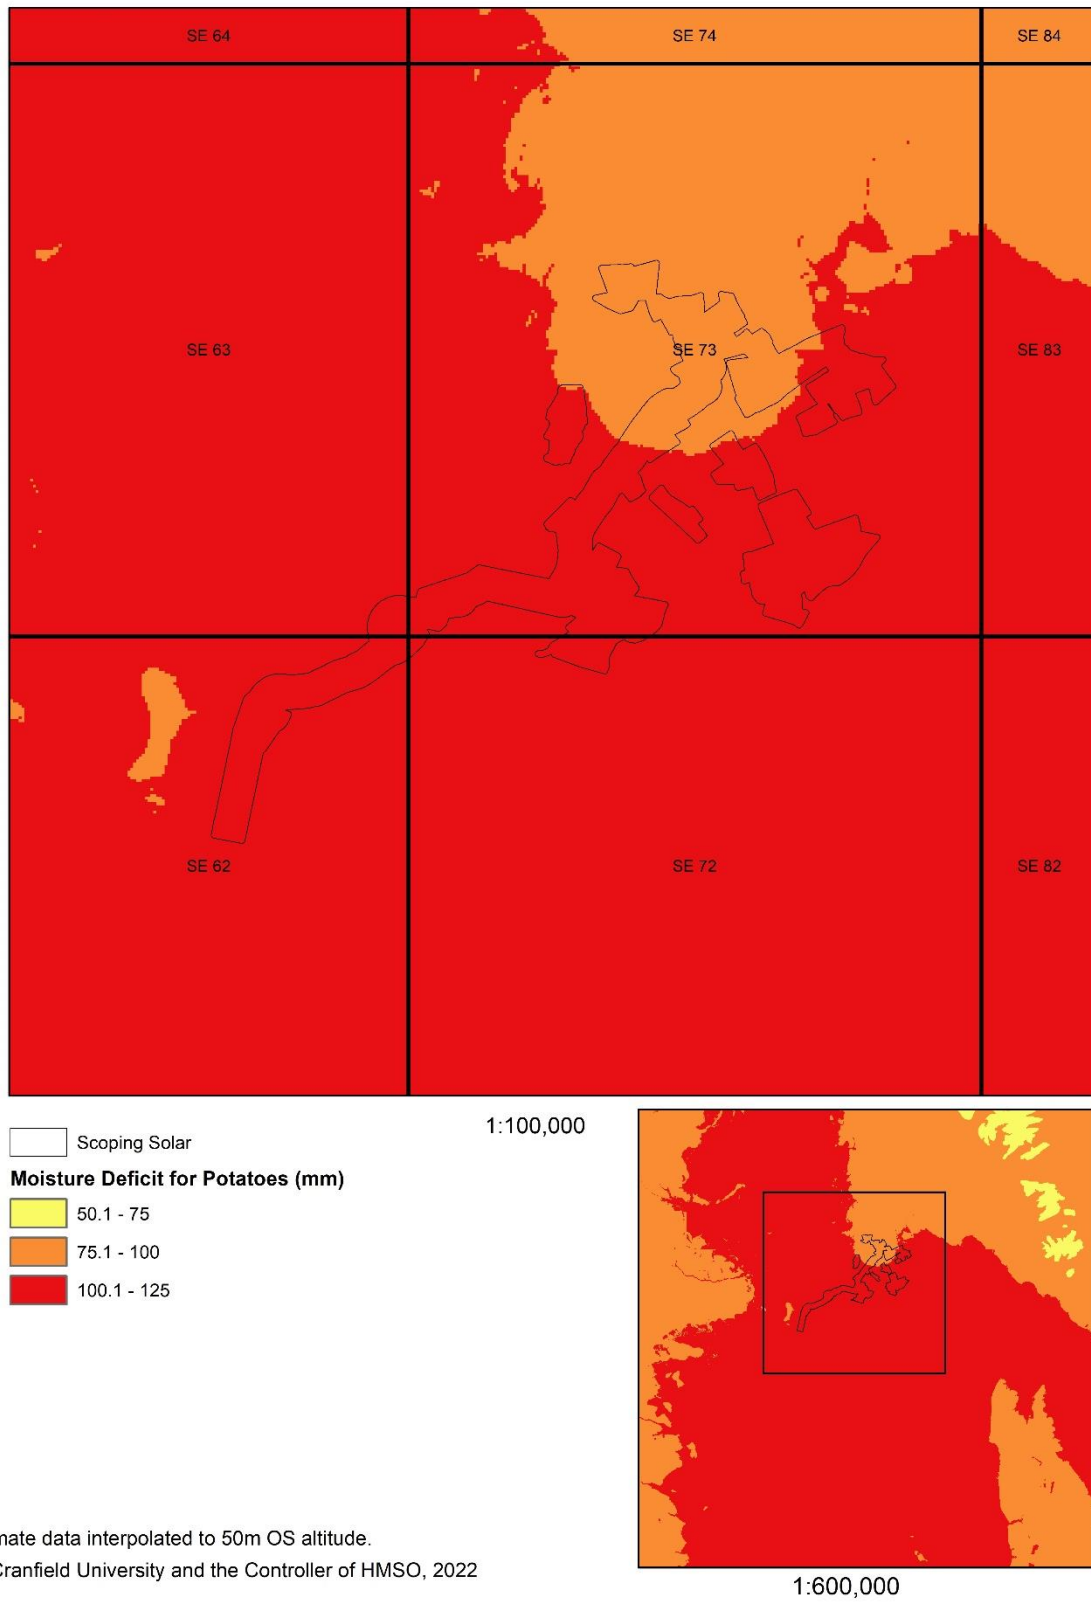 SE 64
SE 74
SE 84
SE 63
SE 73
SE 83
SE 62
SE 72
SE 82
1:100,000
Scoping Solar
Moisture Deficit for Potatoes (mm)
50.1 - 75
75.1 - 100
100.1 - 125
mate data interpolated to 50m OS altitude.
Cranfield University and the Controller of HMSO, 2022
1:600,000